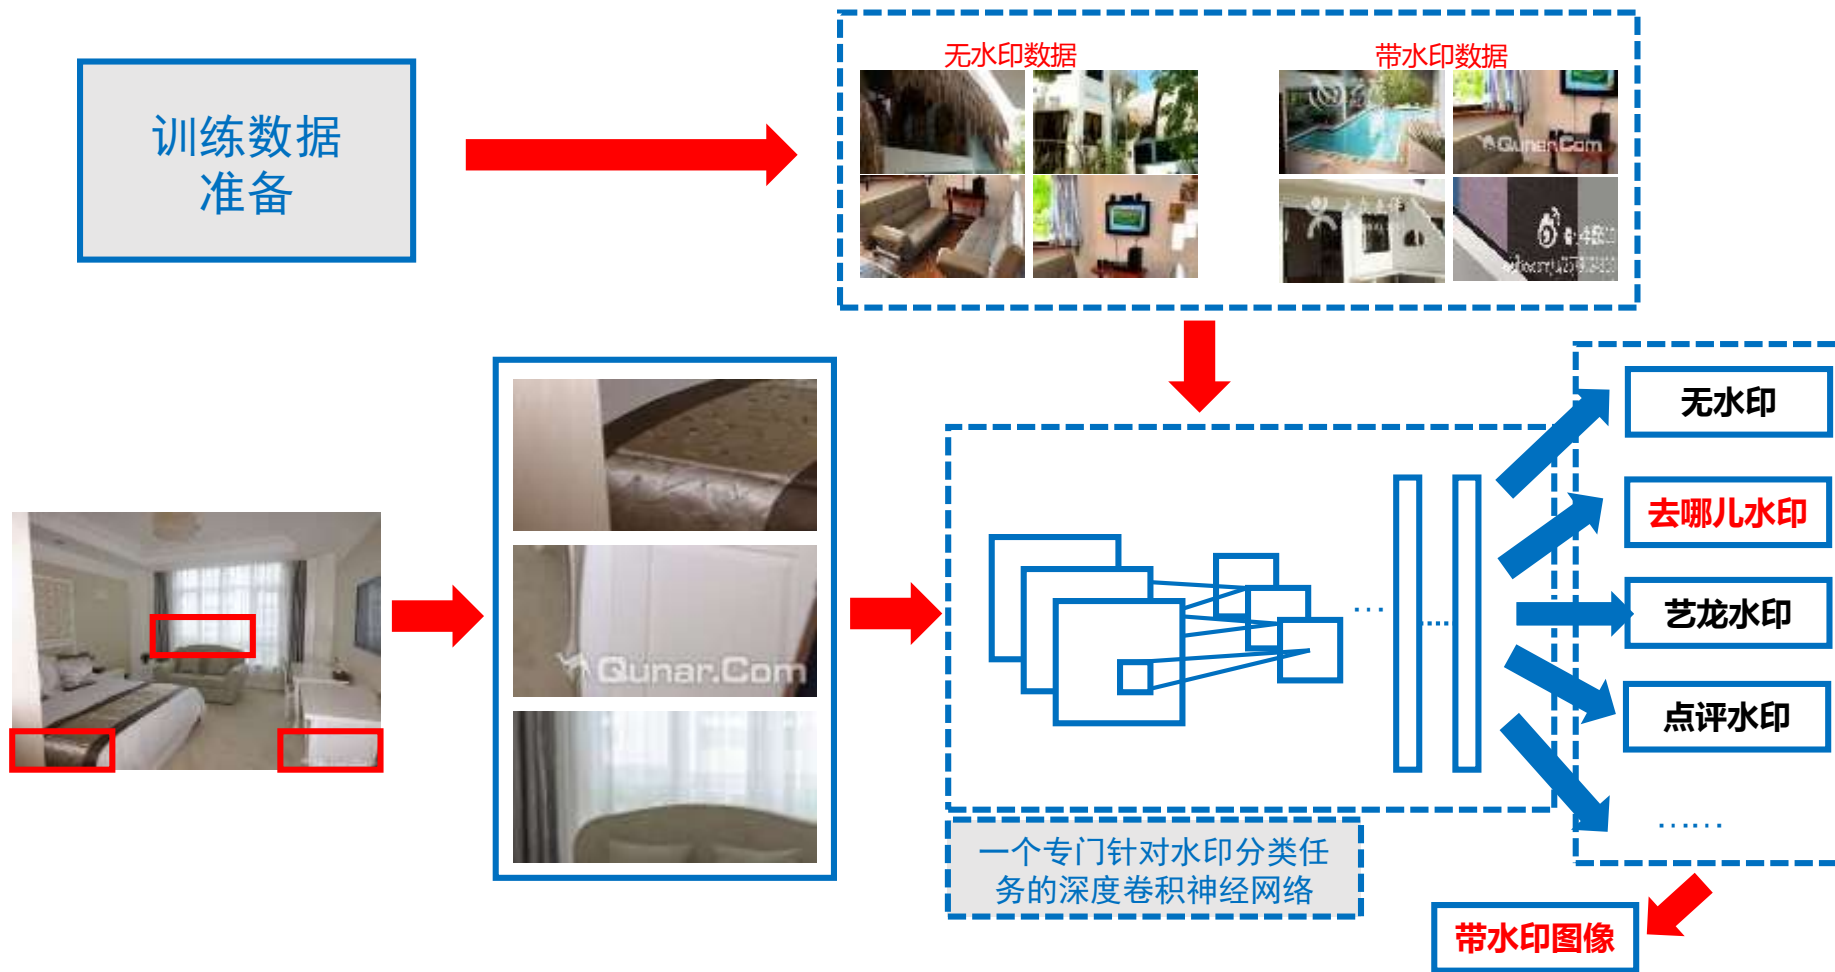 无水印数据
带水印数据
训练数据
准备
Qunar.Com
无水印
去哪儿水印
艺龙水印
Qunar.Com
点评水印
……
一个专门针对水印分类任
务的深度卷积神经网络
带水印图像